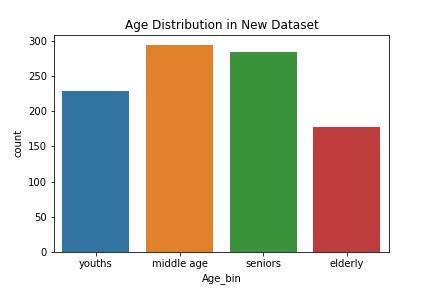 Age Distribution in New Dataset
300
250
200
150
100
50
0
count
youths middle age seniors elderly
Age_bin